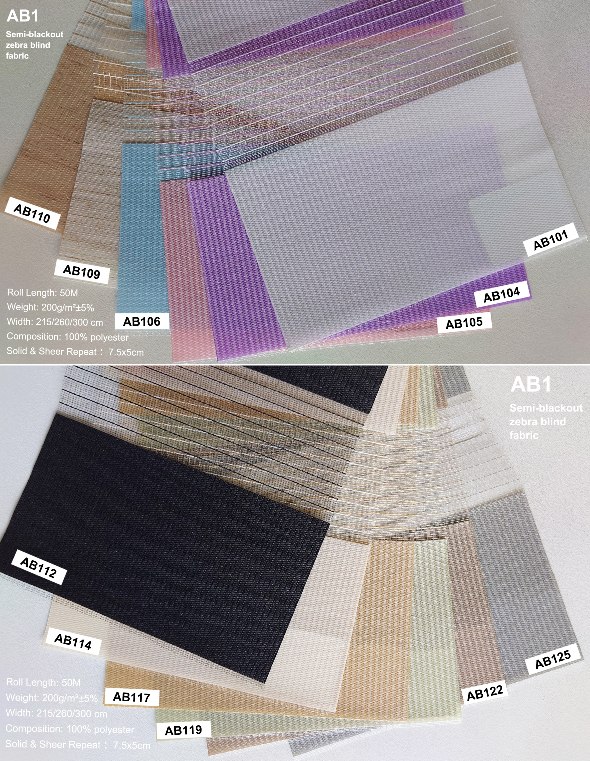 AB1
Semi-blackout
zebra blind
fabric
AB110
AB109
AB106
AB101
AB104
AB105
Roll Length: 50M
Weight: 200g/m²±5%
Width: 215/260/300 cm
Composition: 100% polyester
Solid & Sheer Repeat : 7.5x5cm
AB1
Semi-blackout
zebra blind
fabric
AB112
AB114
AB117
AB119
AB122
AB125
Roll Length: 50M
Weight: 200g/m²±5%
Width: 215/260/300 cm
Composition: 100% polyester
Solid & Sheer Repeat : 7.5x5cm